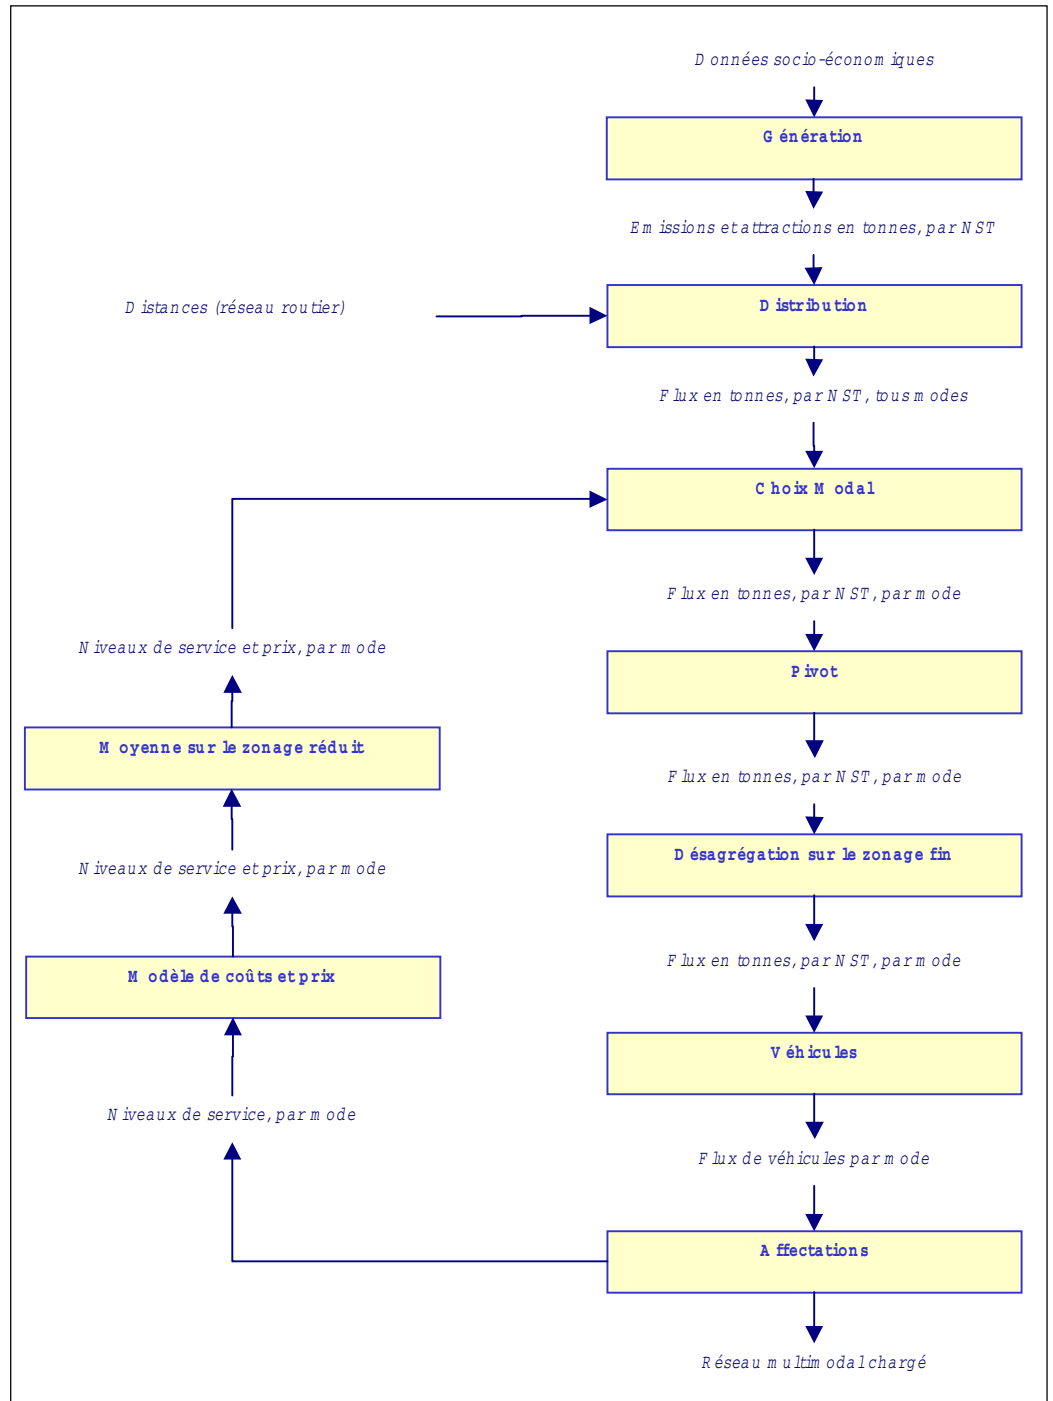 Données socio-économiques
Génération
Emissions et attractions en tonnes, par NST
Distances (réseau routier)
Distribution
Flux en tonnes, par NST, tous modes
Choix Modal
Flux en tonnes, par NST, par mode
Niveaux de service et prix, par mode
Pivot
Moyenne sur le zonage réduit
Flux en tonnes, par NST, par mode
Désagrégation sur le zonage fin
Niveaux de service et prix, par mode
Flux en tonnes, par NST, par mode
Modèle de coûts et prix
Véhicules
Niveaux de service, par mode
Flux de véhicules par mode
Affectations
Réseau multimodal chargé